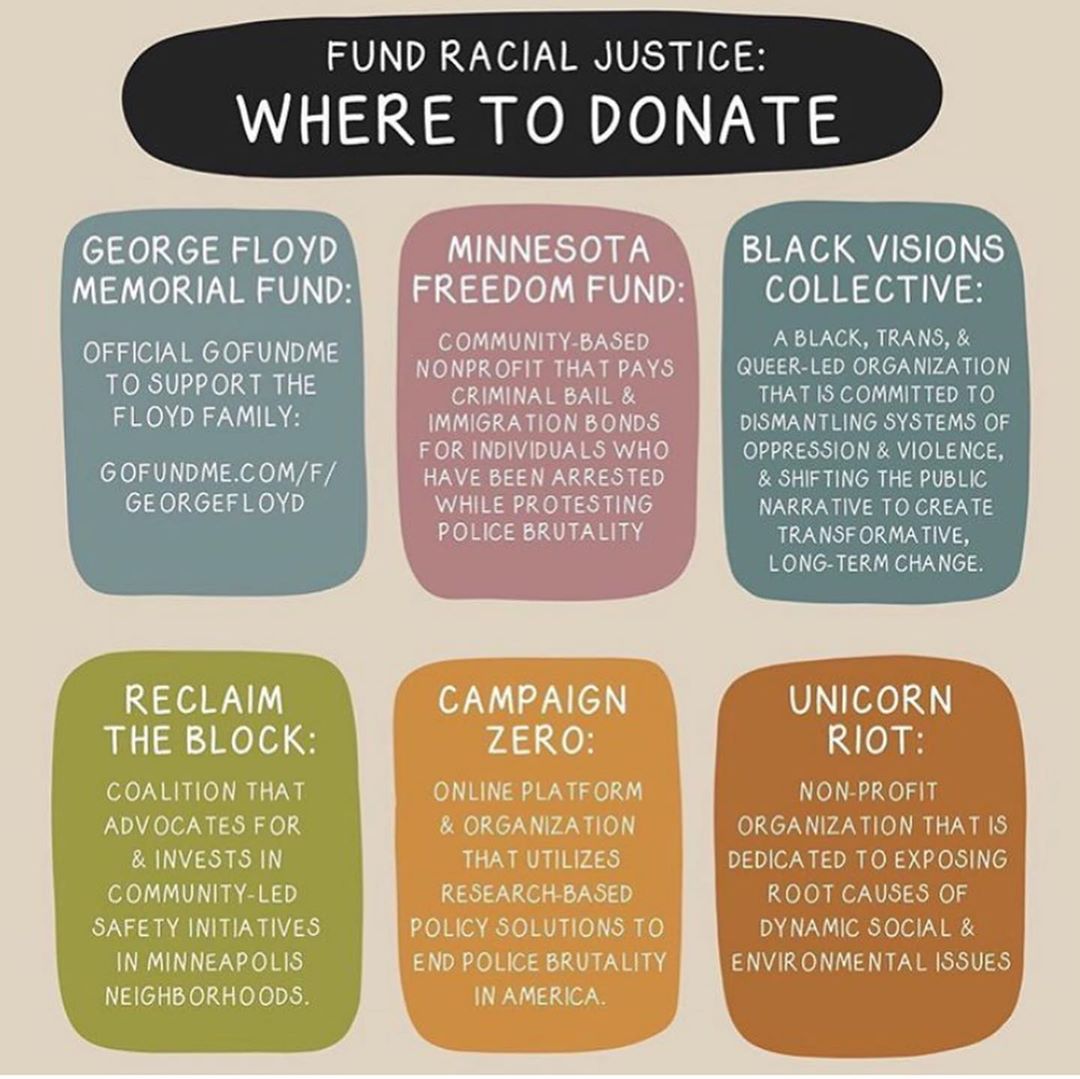 FUND RACIAL JUSTICE:
WHERE TO DONATE
GEORGE FLOYD
MEMORIAL FUND:
OFFICIAL GOFUNDME
TO SUPPORT THE
FLOYD FAMILY:
GOFUNDME.COM/F/
GEORGEFLOYD
MINNESOTA
FREEDOM FUND:
COMMUNITY-BASED
NONPROFIT THAT PAYS
CRIMINAL BAIL &
IMMIGRATION BONDS
FOR INDIVIDUALS WHO
HAVE BEEN ARRESTED
WHILE PROTESTING
POLICE BRUTALITY
BLACK VISIONS
COLLECTIVE:
A BLACK, TRANS, &
QUEER-LED ORGANIZATION
THAT IS COMMITTED TO
DISMANTLING SYSTEMS OF
OPPRESSION & VIOLENCE,
& SHIFTING THE PUBLIC
NARRATIVE TO CREATE
TRANSFORMATIVE,
LONG-TERM CHANGE.
RECLAIM
THE BLOCK:
COALITION THAT
ADVOCATES FOR
& INVESTS IN
COMMUNITY-LED
SAFETY INITIATIVES
IN MINNEAPOLIS
NEIGHBORHOODS.
CAMPAIGN
ZERO:
ONLINE PLATFORM
& ORGANIZATION
THAT UTILIZES
RESEARCH-BASED
POLICY SOLUTIONS TO
END POLICE BRUTALITY
IN AMERICA.
UNICORN
RIOT:
NON-PROFIT
ORGANIZATION THAT IS
DEDICATED TO EXPOSING
ROOT CAUSES OF
DYNAMIC SOCIAL &
ENVIRONMENTAL ISSUES